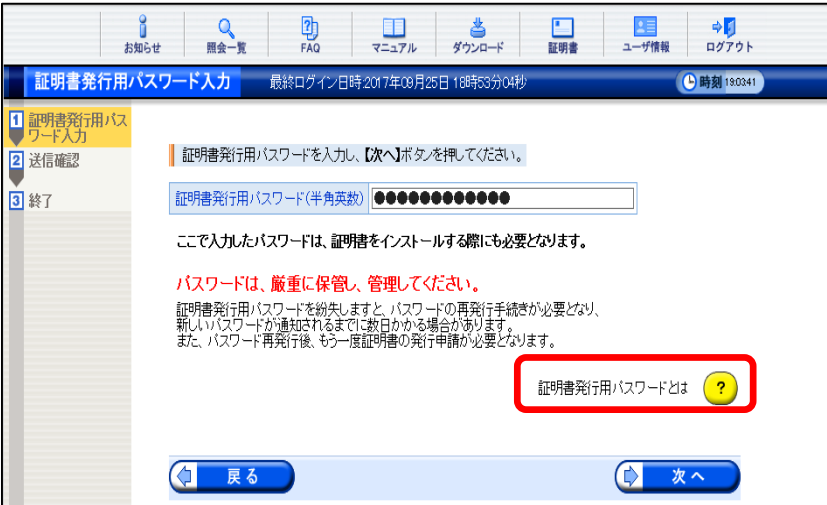 お知らせ 照会一覧 FAQ マニュアル ダウンロード 証明書 ユーザ情報 ログアウト
証明書発行用パスワード入力 最終ログイン日時:2017年09月25日 18時53分04秒 時刻 19:03:41
1 証明書発行用パス
ワード入力
2 送信確認
3 終了
証明書発行用パスワードを入力し、【次へ】ボタンを押してください。
証明書発行用パスワード(半角英数) ●●●●●●●●●●●●
ここで入力したパスワードは、証明書をインストールする際にも必要となります。
パスワードは、厳重に保管し、管理してください。
証明書発行用パスワードを紛失しますと、パスワードの再発行手続きが必要となり、
新しいパスワードが通知されるまでに数日かかる場合があります。
また、パスワード再発行後、もう一度証明書の発行申請が必要となります。
証明書発行用パスワードとは ?
戻る 次へ